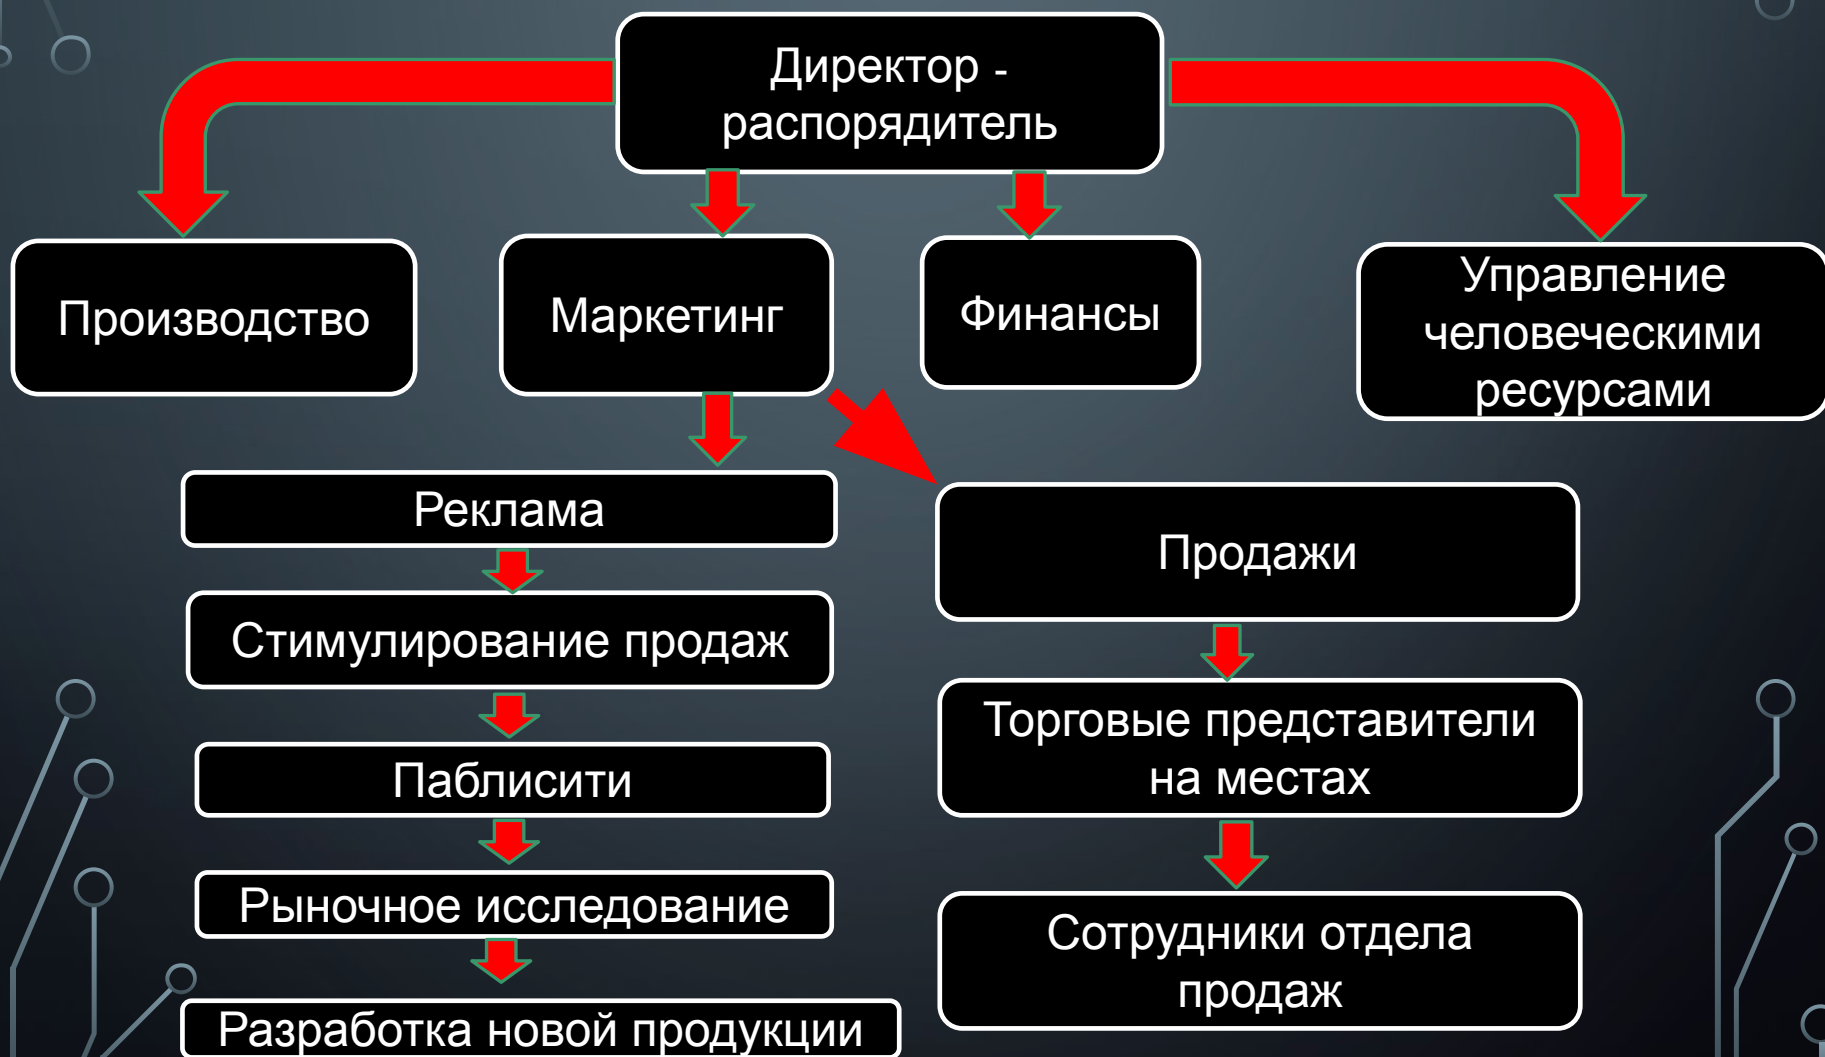 Директор -
распорядитель
Производство
Маркетинг
Финансы
Управление
человеческими
ресурсами
Реклама
Стимулирование продаж
Паблисити
Рыночное исследование
Разработка новой продукции
Продажи
Торговые представители
на местах
Сотрудники отдела
продаж